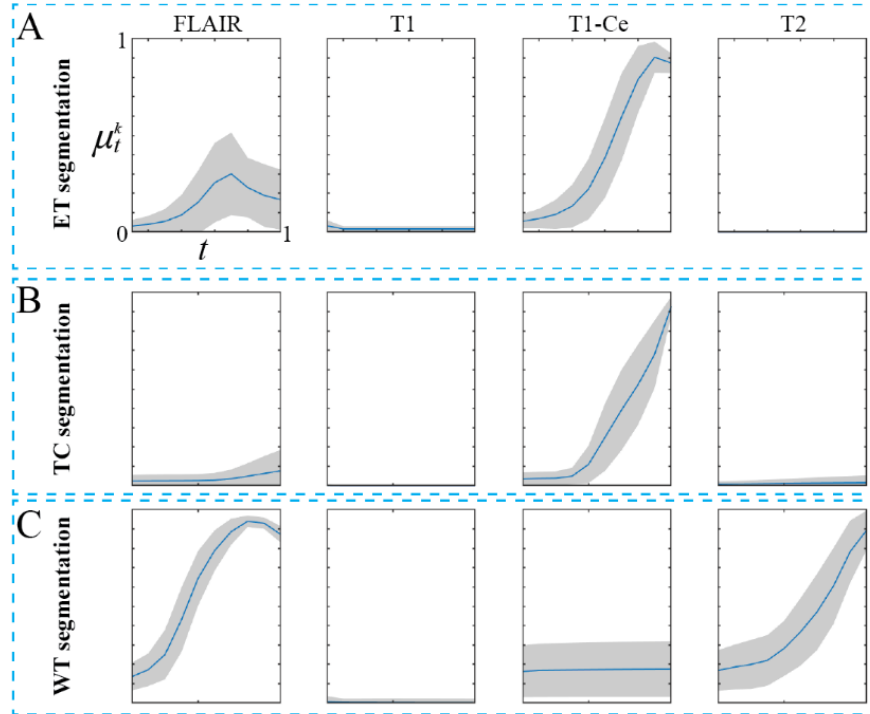 A
FLAIR
T1
T1-Ce
T2
ET segmentation
1
μ_t^k
0
t
1
B
TC segmentation
C
WT segmentation